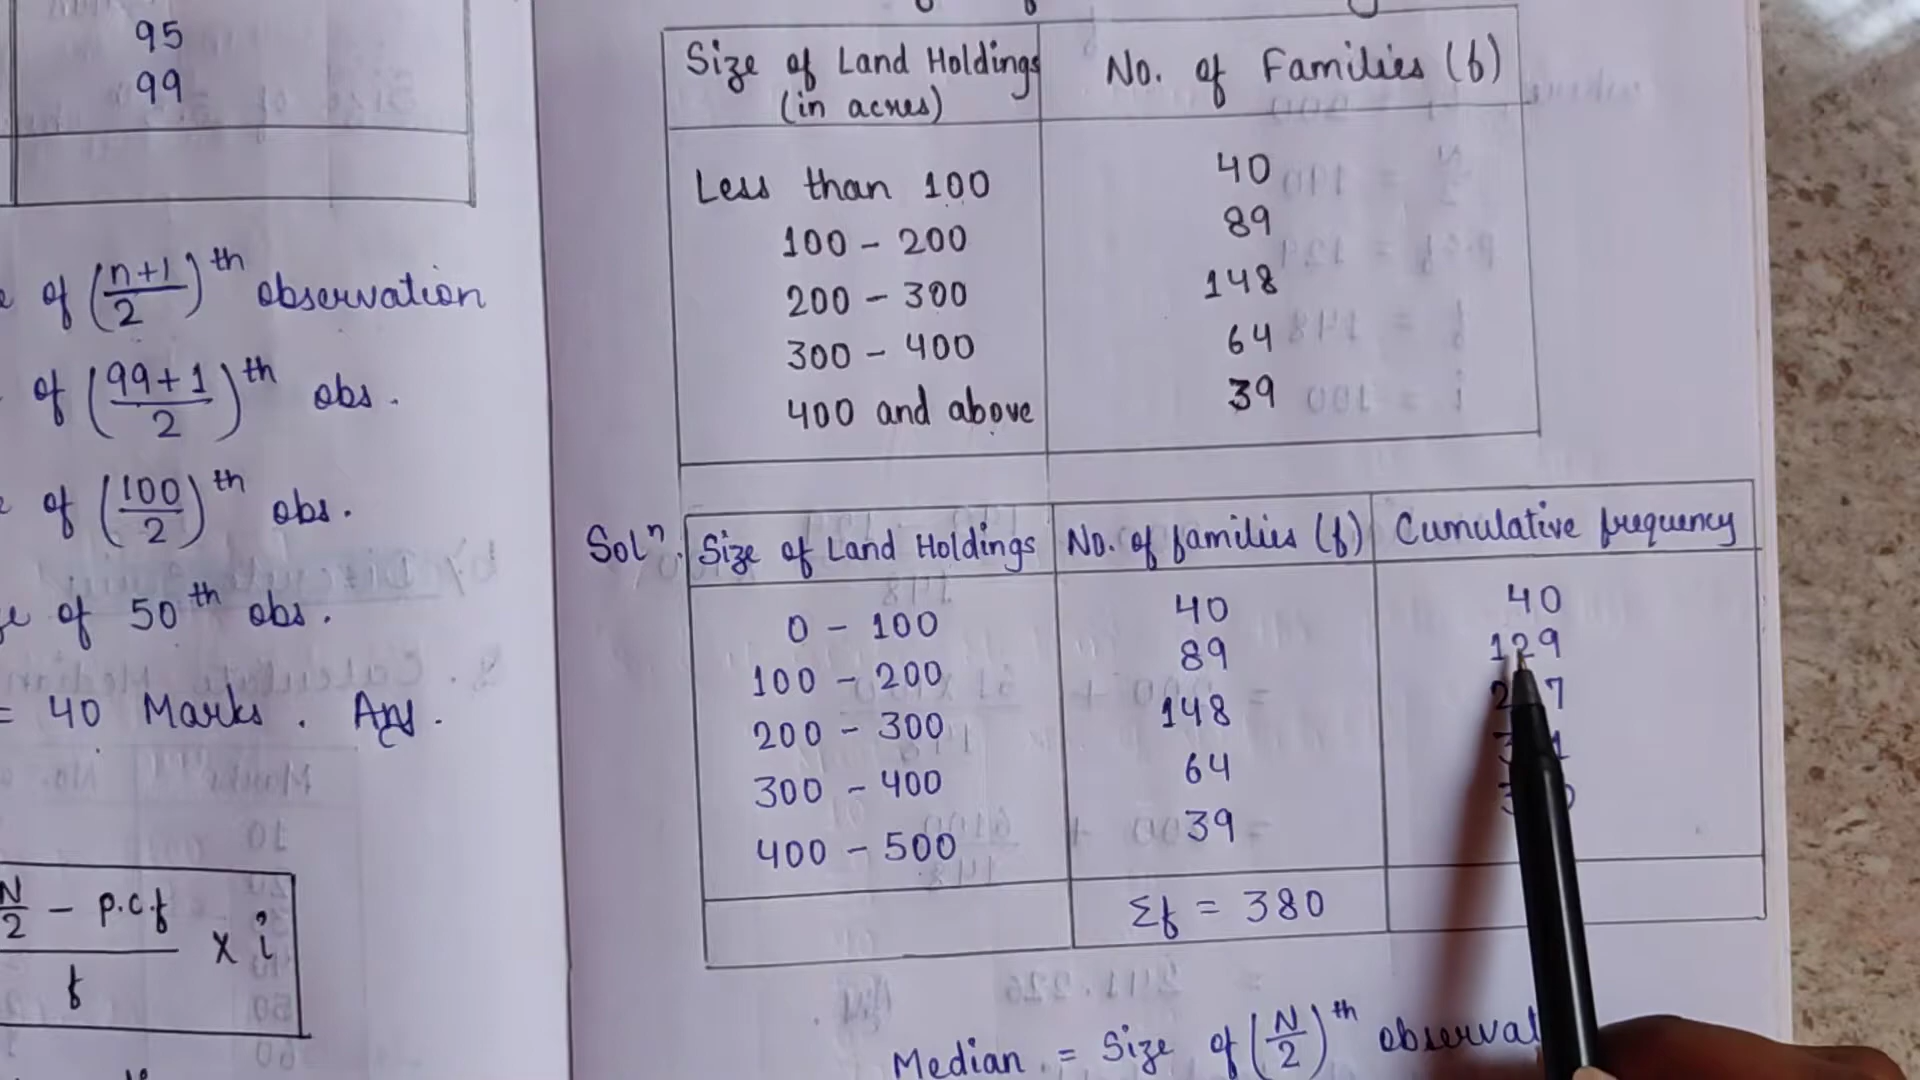 95
99
of (n+1/2)th observation
of (99+1/2)th obs.
of (100/2)th obs.
of 50th obs.
= 40 Marks. Ans.
N/2 - p.c.f
× i
f
Size of Land Holdings (in acres) No. of Families (f)
Less than 100 40
100 - 200 89
200 - 300 148
300 - 400 64
400 and above 39
Soln. Size of Land Holdings No. of families (f) Cumulative frequency
0 - 100 40 40
100 - 200 89 129
200 - 300 148
300 - 400 64
400 - 500 39
Σf = 380
Median = Size of (N/2)th